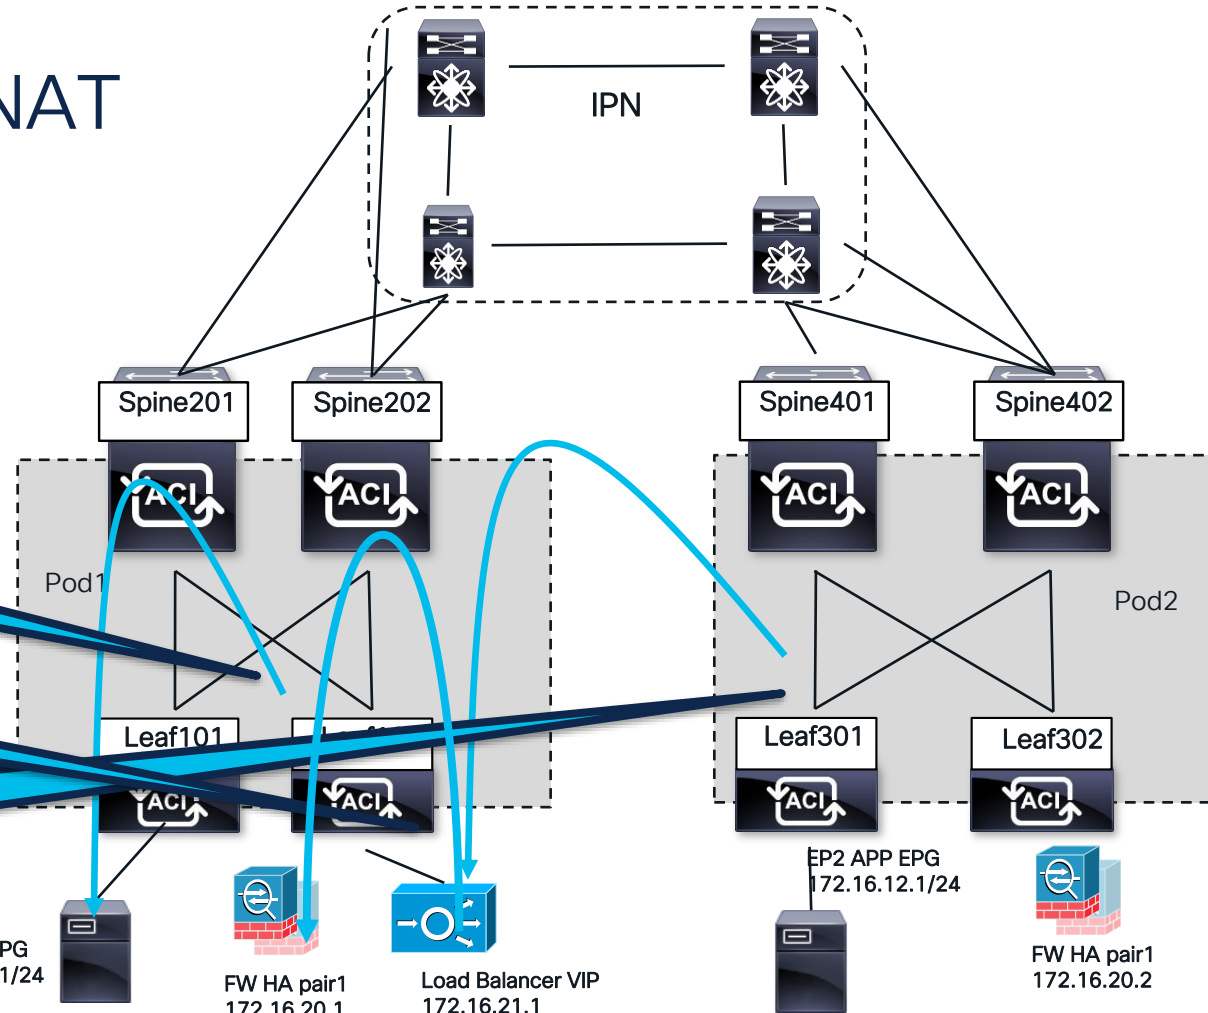 NAT
IPN
Spine201
Spine202
Spine401
Spine402
ACI
ACI
ACI
ACI
Pod1
Pod2
Leaf101
Leaf301
Leaf302
ACI
ACI
ACI
ACI
EP2 APP EPG
172.16.12.1/24
PG
1/24
FW HA pair1
172.16.20.1
Load Balancer VIP
172.16.21.1
FW HA pair1
172.16.20.2